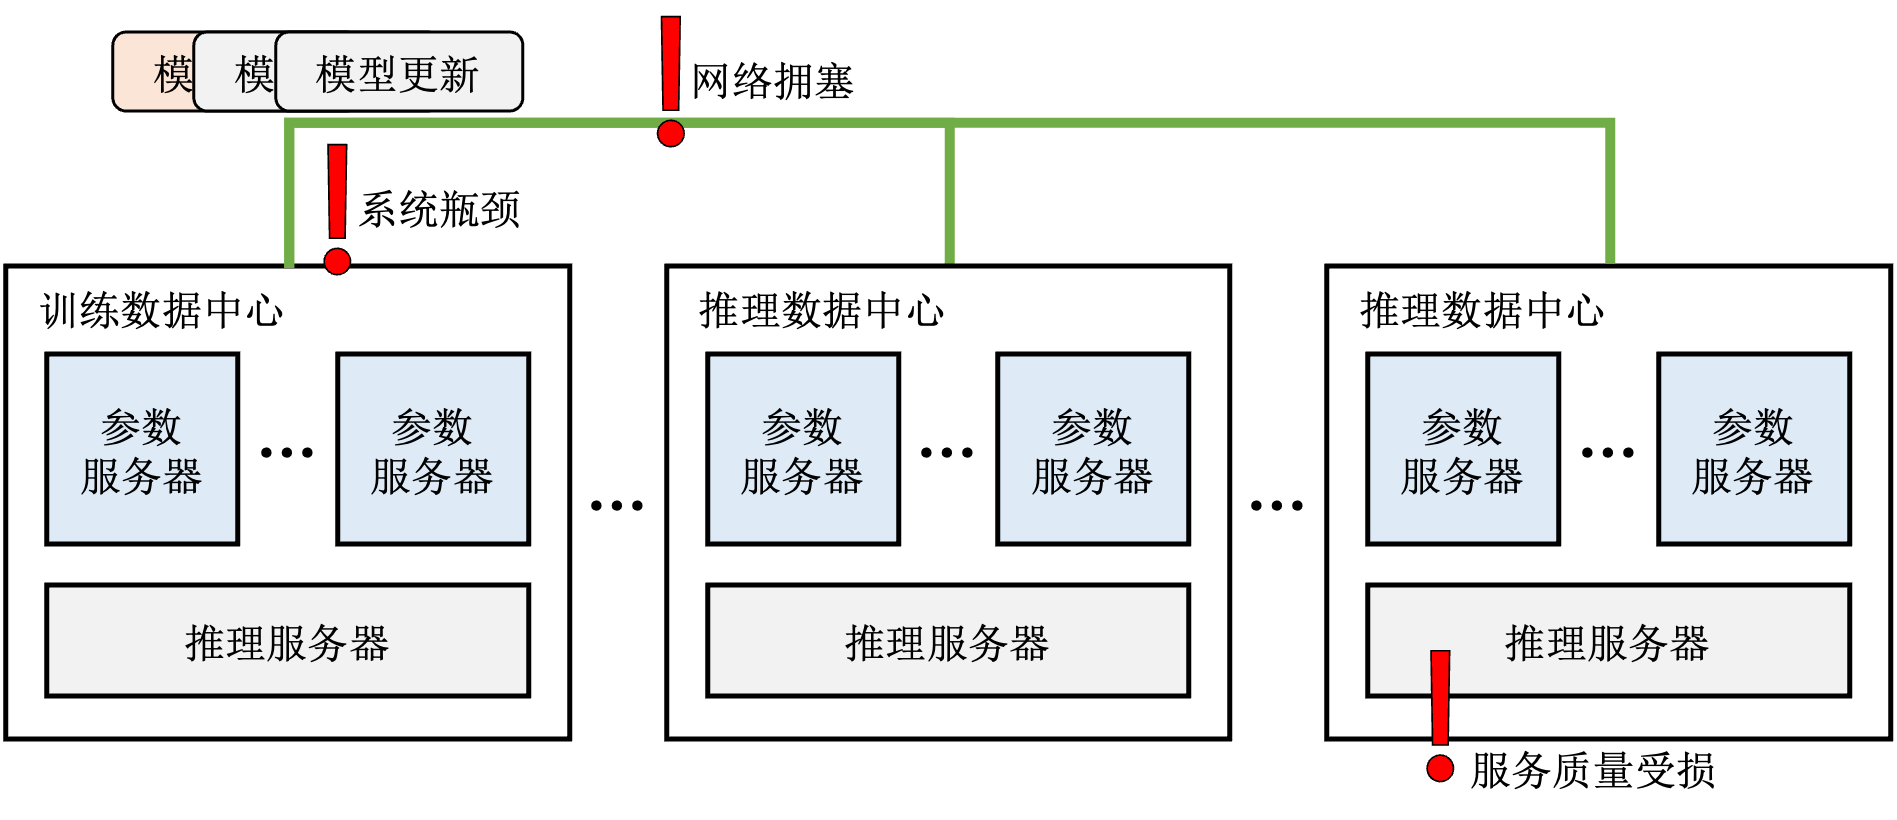 模
模
模型更新
网络拥塞
系统瓶颈
训练数据中心
推理数据中心
推理数据中心
参数
服务器
…
参数
服务器
…
参数
服务器
…
参数
服务器
…
参数
服务器
…
参数
服务器
推理服务器
推理服务器
推理服务器
服务质量受损